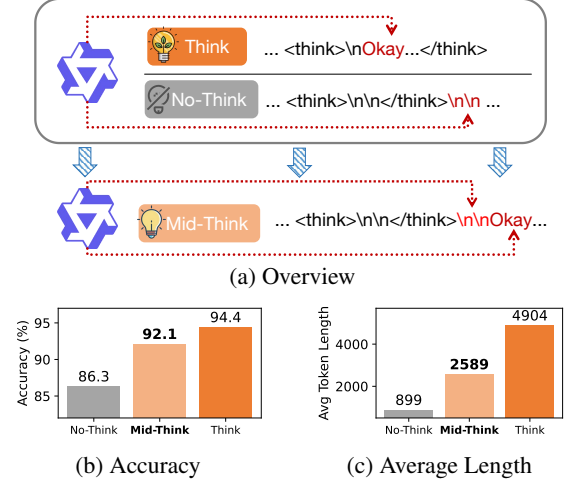 Think ... <think>\nOkay...</think>
No-Think ... <think>\n\n</think>\n\n ...
Mid-Think ... <think>\n\n</think>\n\nOkay...
(a) Overview
Accuracy (%)
95
90
85
86.3
92.1
94.4
No-Think Mid-Think Think
(b) Accuracy
Avg Token Length
4000
2000
899
2589
4904
No-Think Mid-Think Think
(c) Average Length